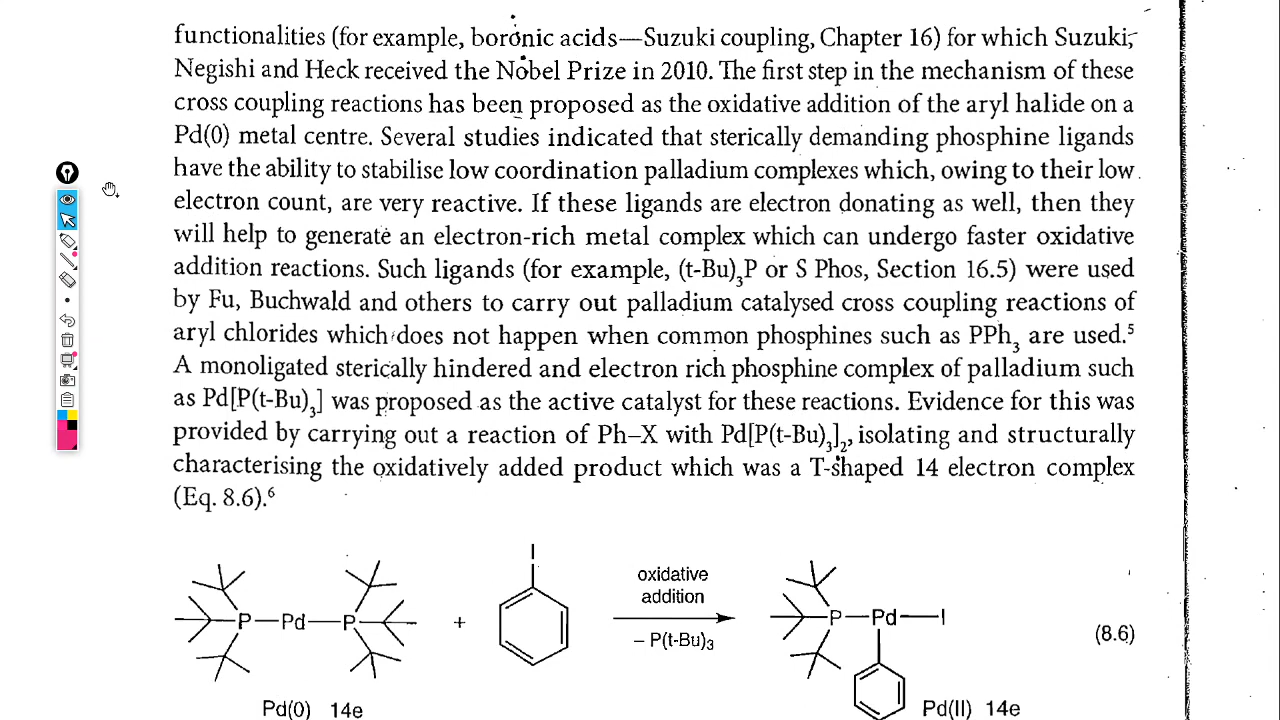 functionalities (for example, boronic acids—Suzuki coupling, Chapter 16) for which Suzuki,
Negishi and Heck received the Nobel Prize in 2010. The first step in the mechanism of these
cross coupling reactions has been proposed as the oxidative addition of the aryl halide on a
Pd(0) metal centre. Several studies indicated that sterically demanding phosphine ligands
have the ability to stabilise low coordination palladium complexes which, owing to their low
electron count, are very reactive. If these ligands are electron donating as well, then they
will help to generate an electron-rich metal complex which can undergo faster oxidative
addition reactions. Such ligands (for example, (t-Bu)₃P or S Phos, Section 16.5) were used
by Fu, Buchwald and others to carry out palladium catalysed cross coupling reactions of
aryl chlorides which does not happen when common phosphines such as PPh₃ are used.⁵
A monoligated sterically hindered and electron rich phosphine complex of palladium such
as Pd[P(t-Bu)₃] was proposed as the active catalyst for these reactions. Evidence for this was
provided by carrying out a reaction of Ph–X with Pd[P(t-Bu)₃]₂, isolating and structurally
characterising the oxidatively added product which was a T-shaped 14 electron complex
(Eq. 8.6).⁶
P—Pd—P
+
I
oxidative
addition
– P(t-Bu)₃
P—Pd—I
(8.6)
Pd(0) 14e
Pd(II) 14e